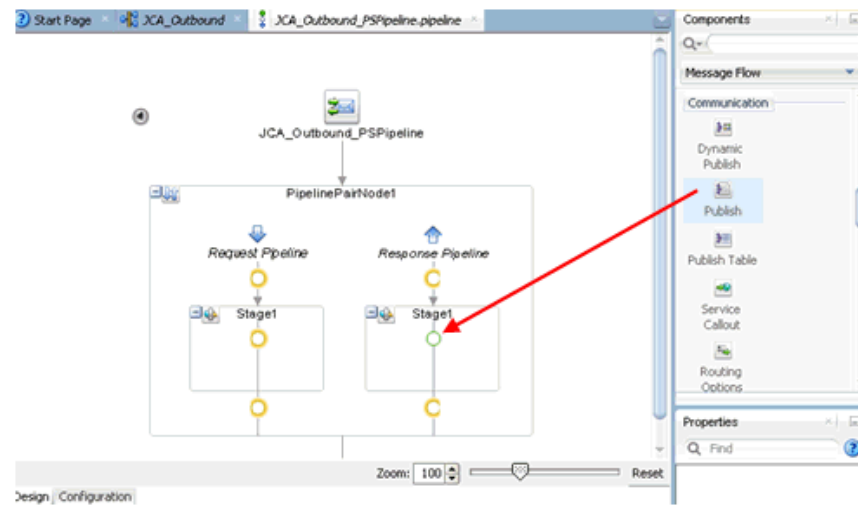 Start Page
JCA_Outbound
JCA_Outbound_PSPipeline.pipeline
Components
Message Flow
Communication
Dynamic
Publish
Publish
Publish Table
Service
Callout
Routing
Options
JCA_Outbound_PSPipeline
PipelinePairNode1
Request Pipeline
Response Pipeline
Stage1
Stage1
Properties
Find
Zoom: 100
Reset
Design
Configuration